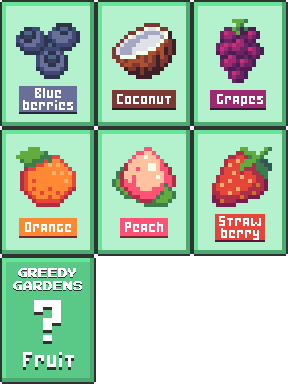 Blue
berries
Coconut
Grapes
Orange
Peach
Straw
berry
GREEDY
GARDENS
?
Fruit